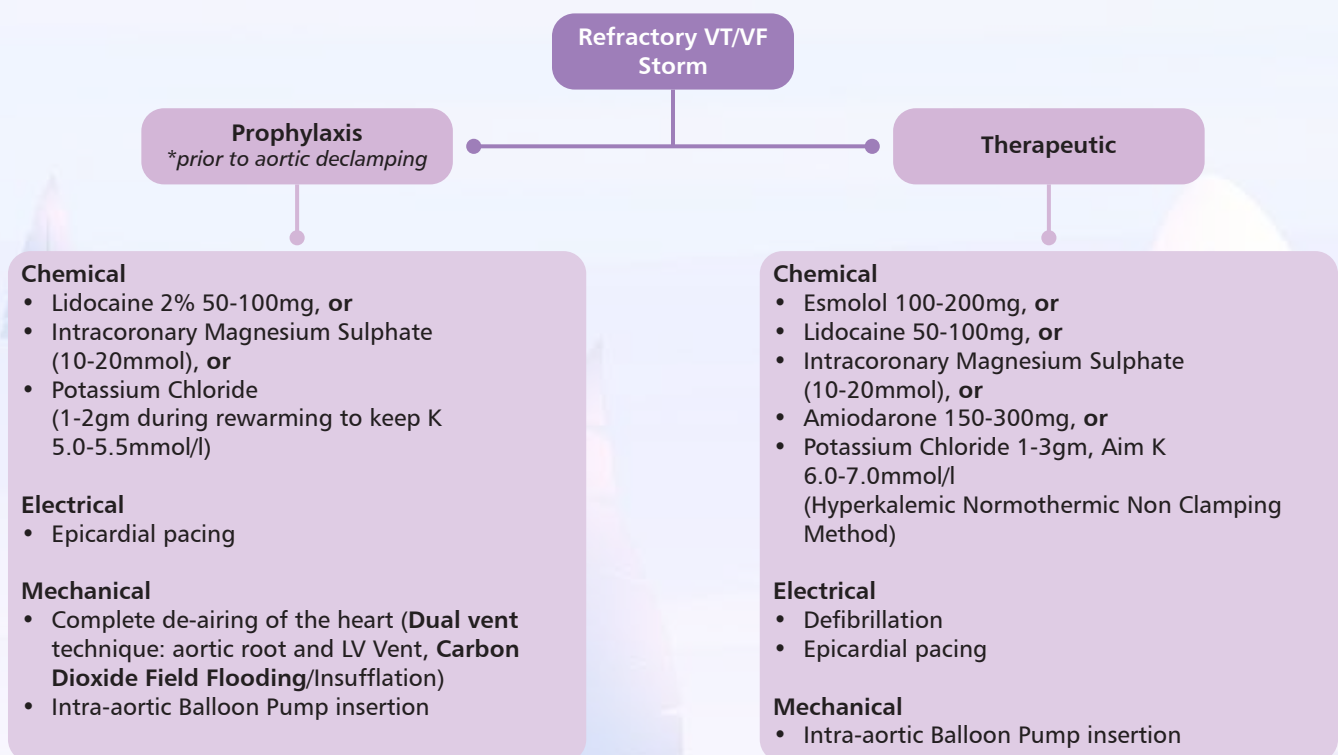 Refractory VT/VF
Storm
Prophylaxis
*prior to aortic declamping
Therapeutic
Chemical
• Lidocaine 2% 50-100mg, or
• Intracoronary Magnesium Sulphate
(10-20mmol), or
• Potassium Chloride
(1-2gm during rewarming to keep K
5.0-5.5mmol/l)
Electrical
• Epicardial pacing
Mechanical
• Complete de-airing of the heart (Dual vent
technique: aortic root and LV Vent, Carbon
Dioxide Field Flooding/Insufflation)
• Intra-aortic Balloon Pump insertion
Chemical
• Esmolol 100-200mg, or
• Lidocaine 50-100mg, or
• Intracoronary Magnesium Sulphate
(10-20mmol), or
• Amiodarone 150-300mg, or
• Potassium Chloride 1-3gm, Aim K
6.0-7.0mmol/l
(Hyperkalemic Normothermic Non Clamping
Method)
Electrical
• Defibrillation
• Epicardial pacing
Mechanical
• Intra-aortic Balloon Pump insertion